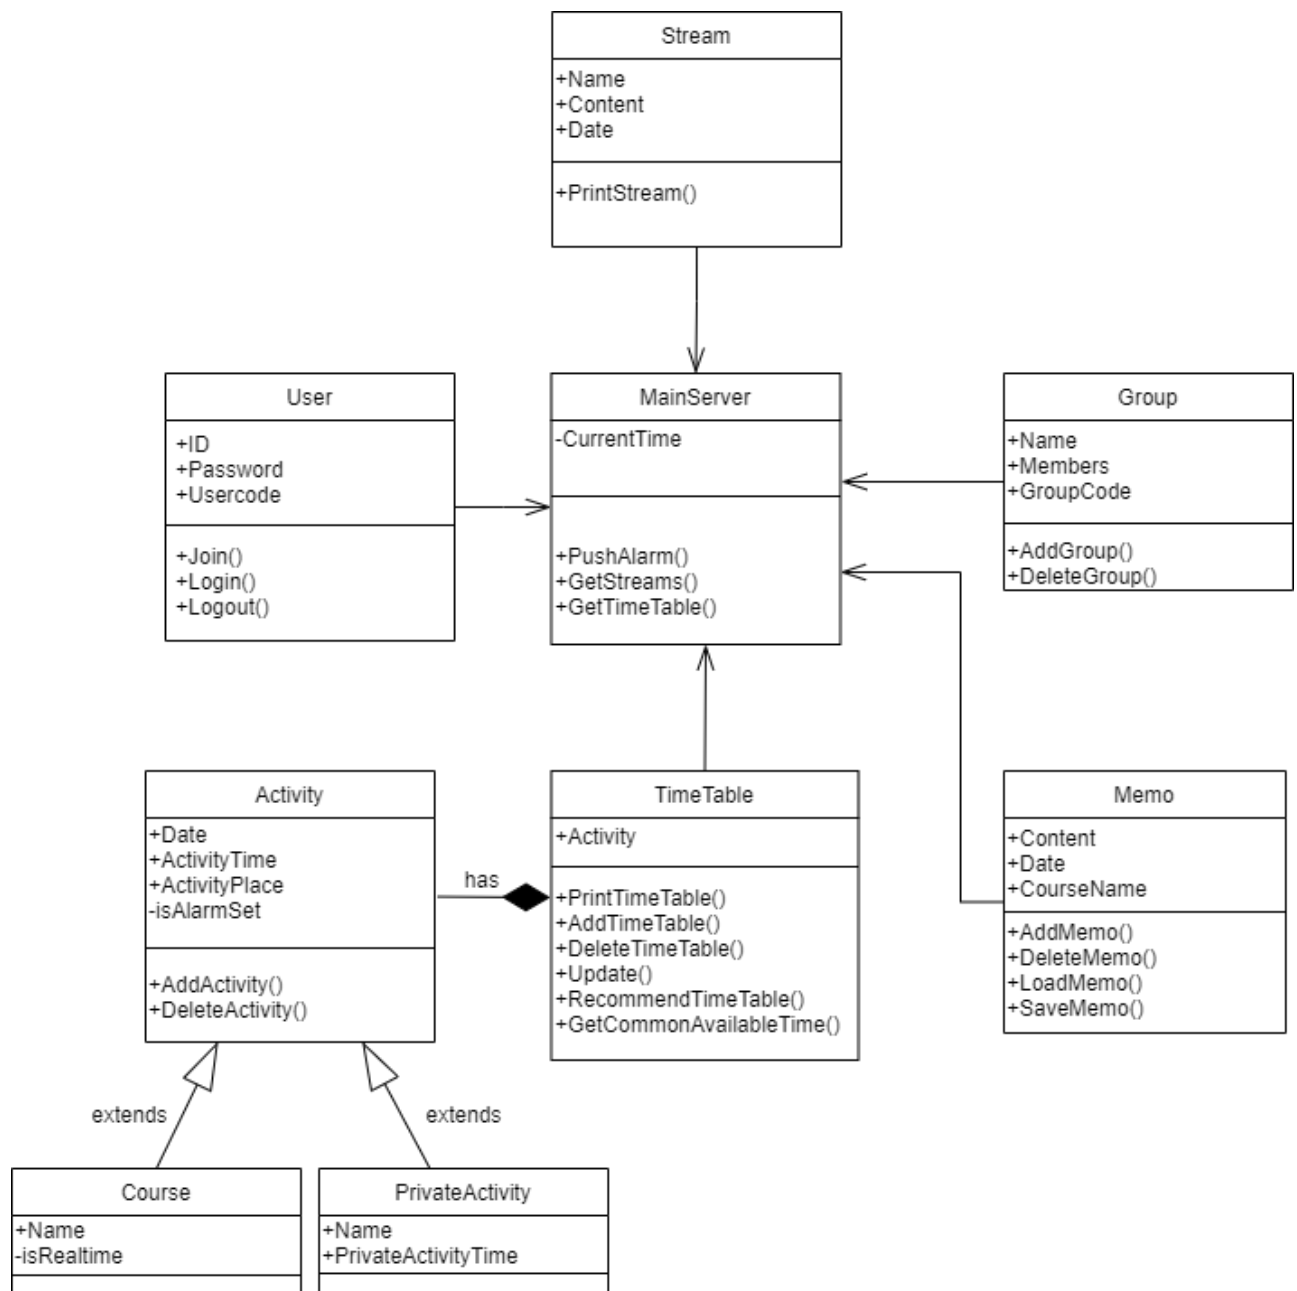 Stream
+Name
+Content
+Date
+PrintStream()
User
+ID
+Password
+Usercode
+Join()
+Login()
+Logout()
MainServer
-CurrentTime
+PushAlarm()
+GetStreams()
+GetTimeTable()
Group
+Name
+Members
+GroupCode
+AddGroup()
+DeleteGroup()
Activity
+Date
+ActivityTime
+ActivityPlace
-isAlarmSet
+AddActivity()
+DeleteActivity()
has
TimeTable
+Activity
+PrintTimeTable()
+AddTimeTable()
+DeleteTimeTable()
+Update()
+RecommendTimeTable()
+GetCommonAvailableTime()
Memo
+Content
+Date
+CourseName
+AddMemo()
+DeleteMemo()
+LoadMemo()
+SaveMemo()
extends
extends
Course
+Name
-isRealtime
PrivateActivity
+Name
+PrivateActivityTime